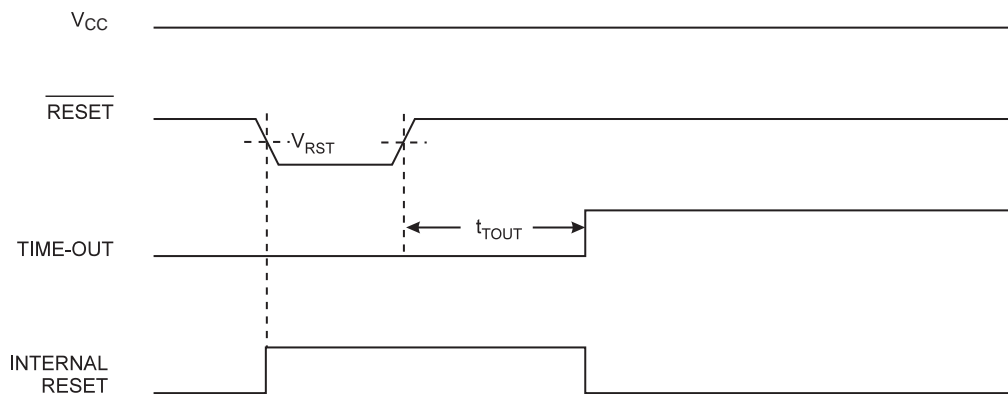 VCC
RESET
VRST
tTOUT
TIME-OUT
INTERNAL
RESET